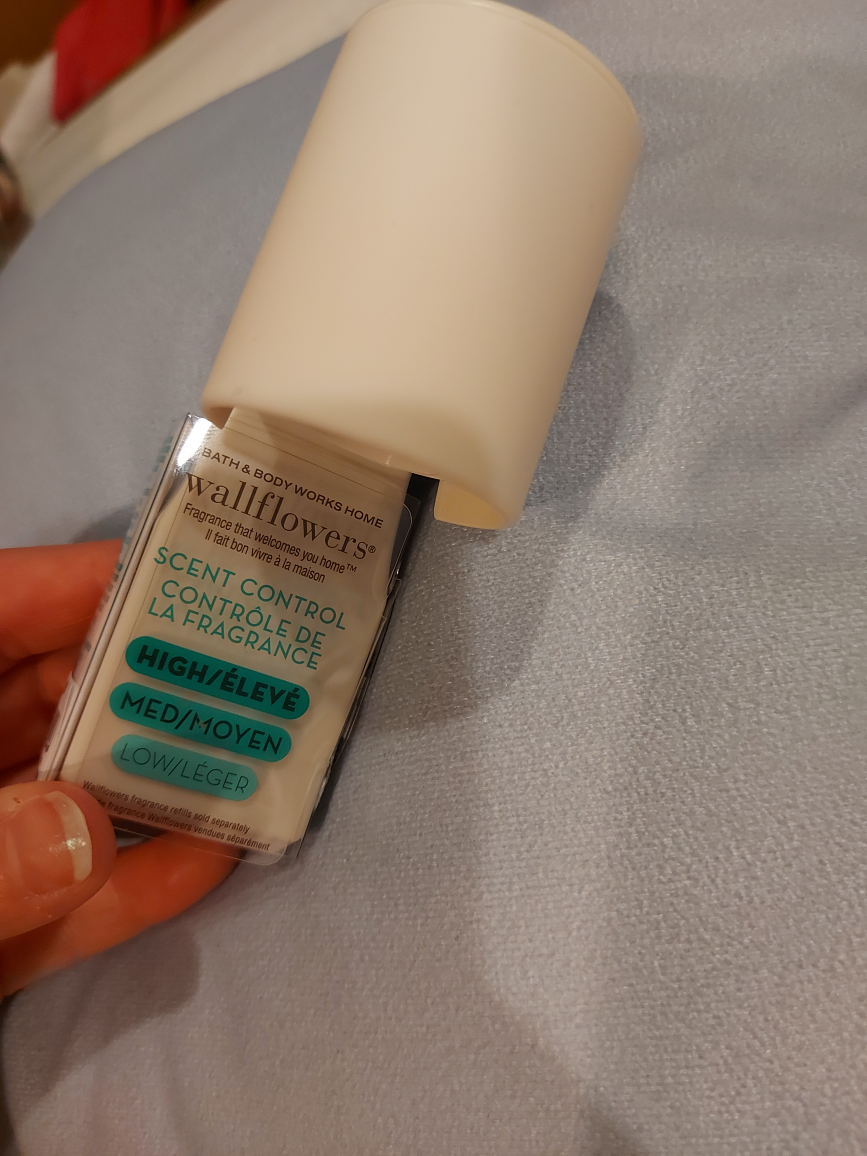 BATH & BODY WORKS HOME
wallflowers®
Fragrance that welcomes you home™
Il fait bon vivre à la maison
SCENT CONTROL
CONTRÔLE DE
LA FRAGRANCE
HIGH/ÉLEVÉ
MED/MOYEN
LOW/LÉGER
Wallflowers fragrance refills sold separately
fragrance Wallflowers vendues séparément